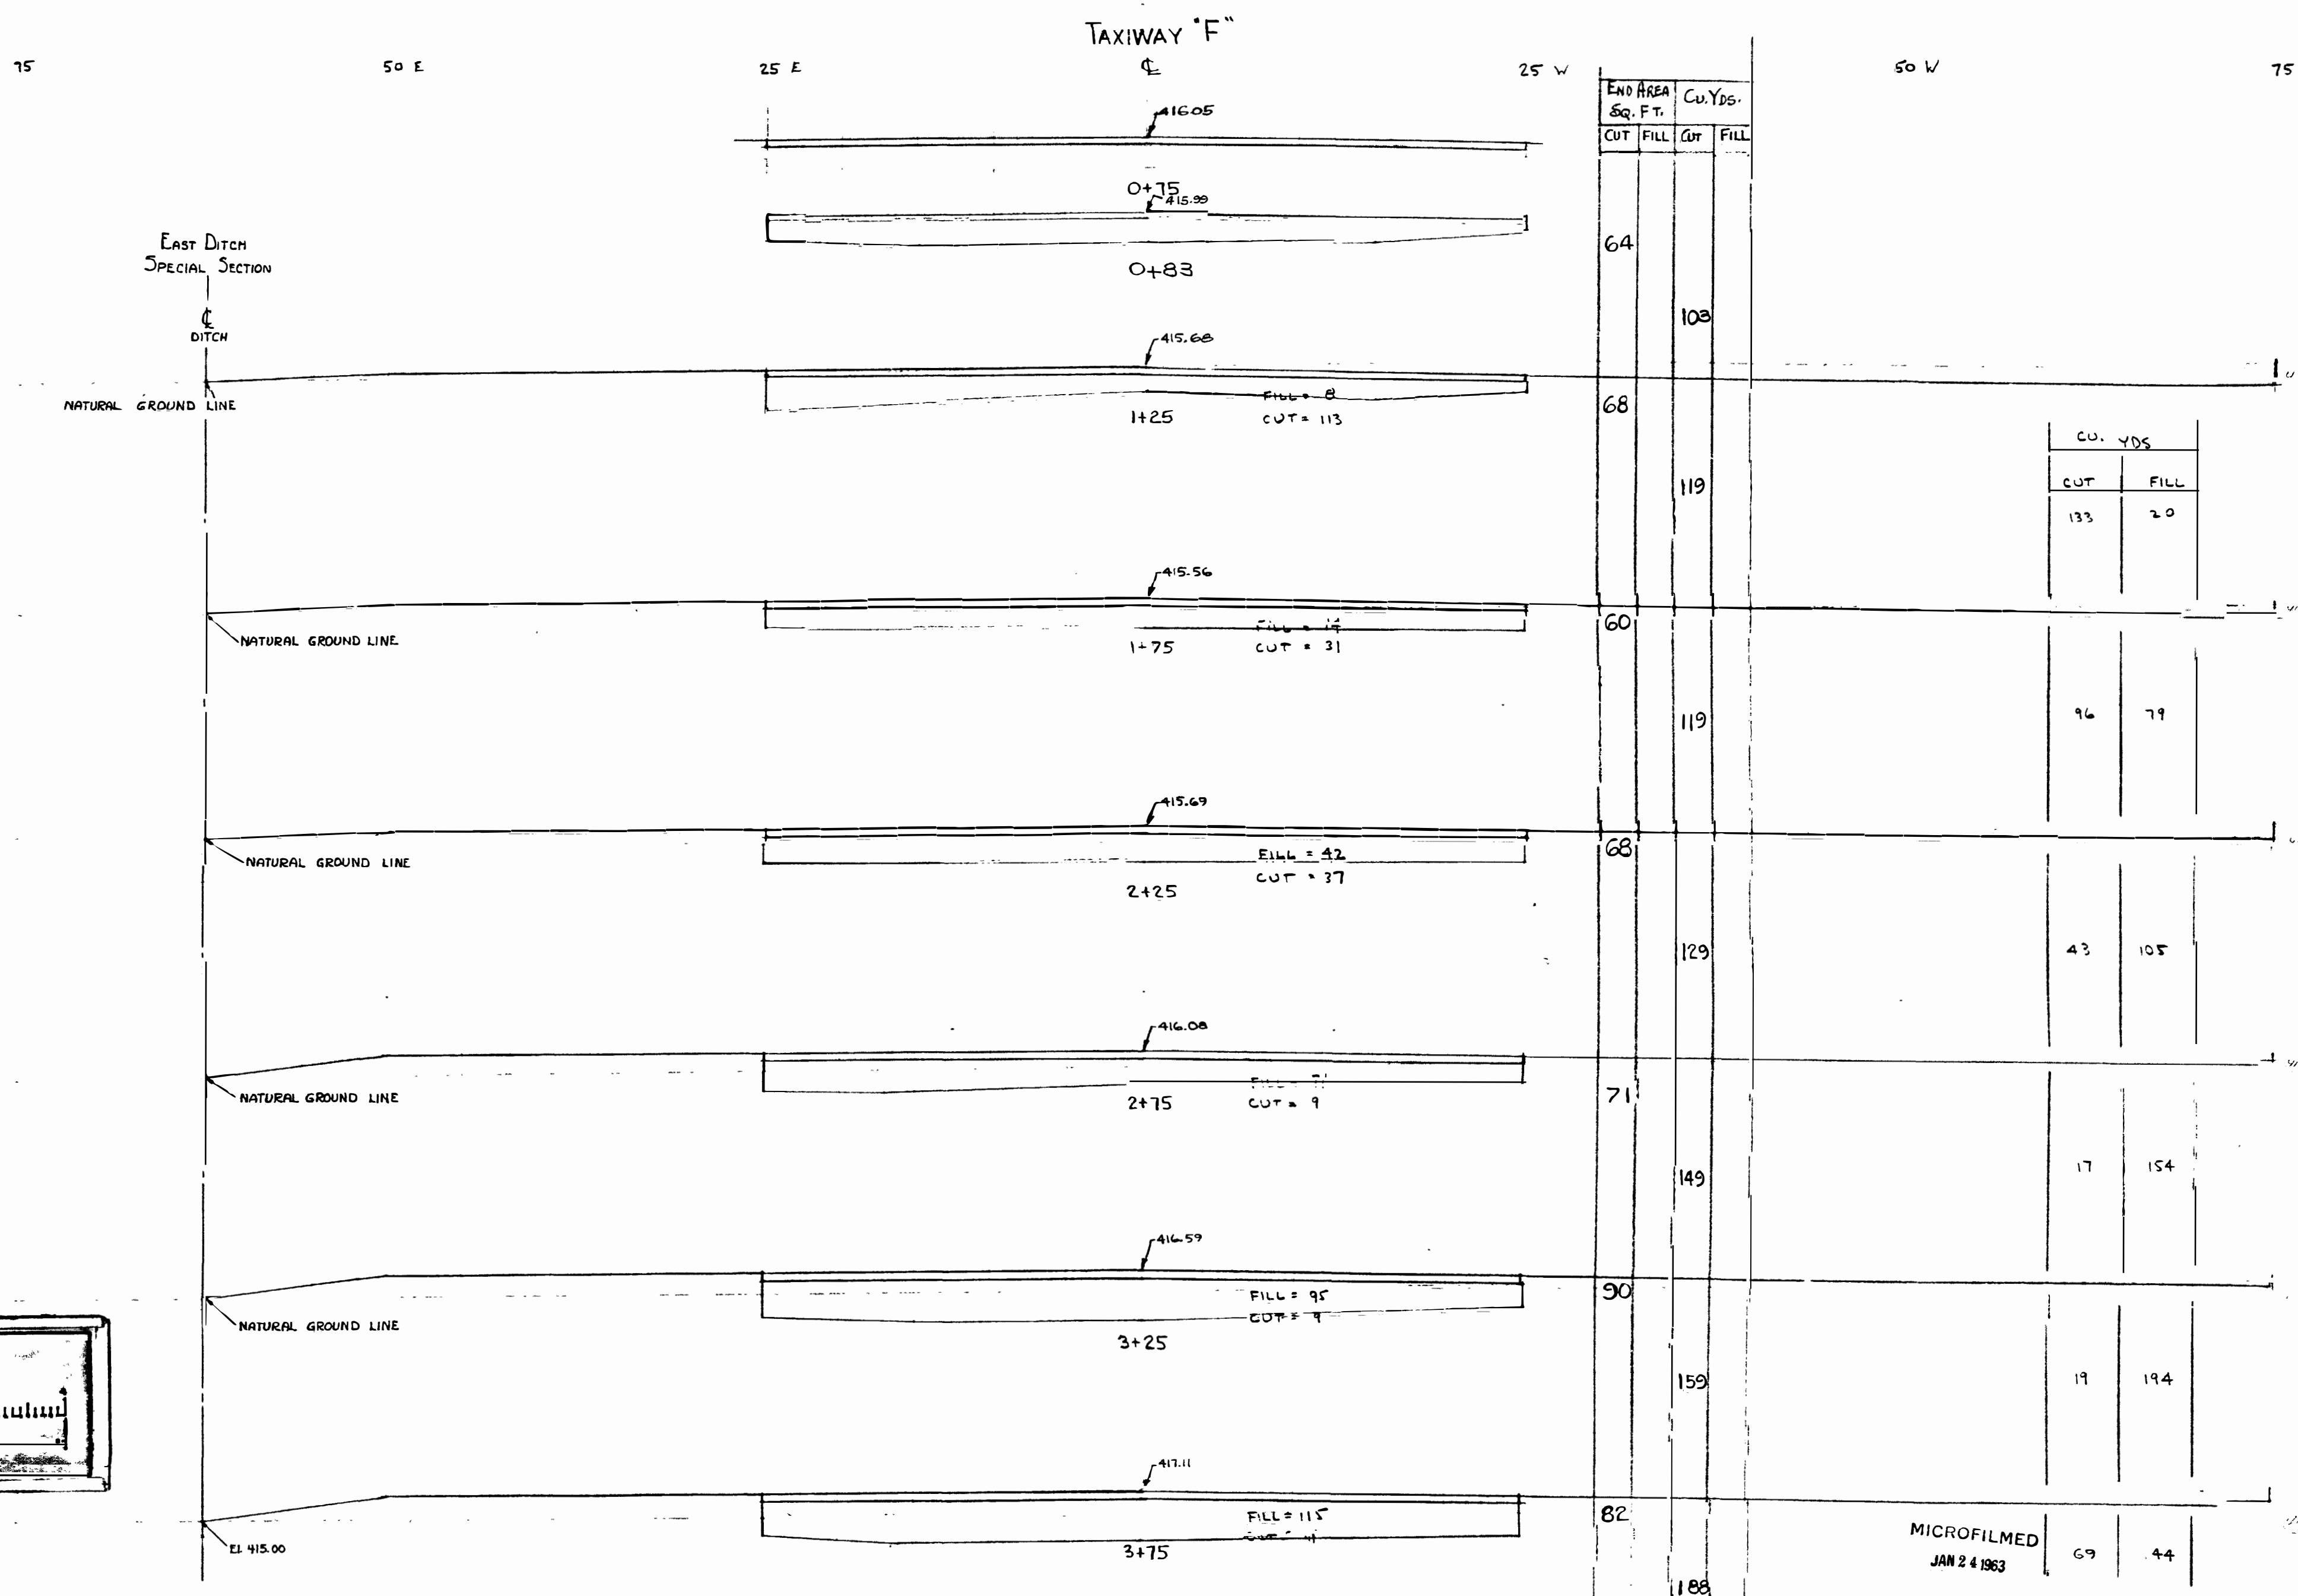 TAXIWAY "F"
75 50 E 25 E ℄ 25 W 50 W 75
END AREA SQ. FT. CU. YDS.
CUT FILL CUT FILL
416.05
0+75
415.99
64
0+83
EAST DITCH
SPECIAL SECTION
℄
DITCH
103
415.68
NATURAL GROUND LINE
FILL = 8
68
1+25 CUT = 113
CU. YDS
CUT FILL
119
133 20
415.56
60
NATURAL GROUND LINE
1+75 CUT = 31
119
96 79
415.69
68
NATURAL GROUND LINE
FILL = 42
CUT = 37
2+25
129
43 105
416.08
71
NATURAL GROUND LINE
2+75 CUT = 9
149
17 154
416.59
90
FILL = 95
CUT = 9
NATURAL GROUND LINE
3+25
159
19 194
417.11
82
FILL = 115
El. 415.00
3+75
MICROFILMED
JAN 24 1963
69 44
188